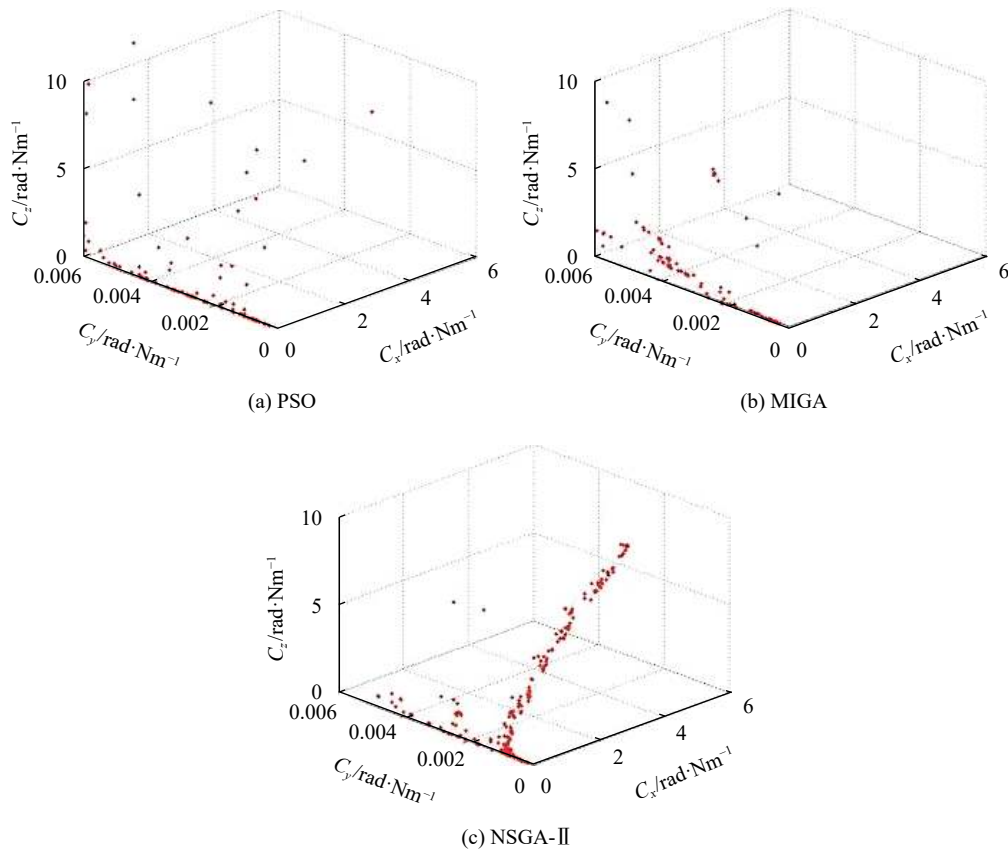 10
5
0
C_z/rad·Nm⁻¹
0.006
0.004
0.002
0
C_y/rad·Nm⁻¹
0
2
4
6
C_x/rad·Nm⁻¹
(a) PSO
10
5
0
C_z/rad·Nm⁻¹
0.006
0.004
0.002
0
C_y/rad·Nm⁻¹
0
2
4
6
C_x/rad·Nm⁻¹
(b) MIGA
10
5
0
C_z/rad·Nm⁻¹
0.006
0.004
0.002
0
C_y/rad·Nm⁻¹
0
2
4
6
C_x/rad·Nm⁻¹
(c) NSGA-Ⅱ